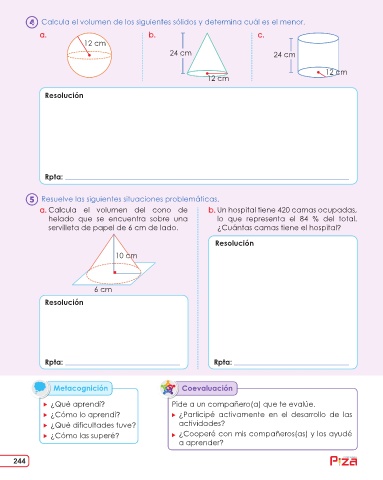 4 Calcula el volumen de los siguientes sólidos y determina cuál es el menor.
a. b. c.
12 cm
24 cm
24 cm
12 cm
12 cm
Resolución
Rpta:
5 Resuelve las siguientes situaciones problemáticas.
a. Calcula el volumen del cono de
helado que se encuentra sobre una
servilleta de papel de 6 cm de lado.
10 cm
6 cm
Resolución
Rpta:
b. Un hospital tiene 420 camas ocupadas,
lo que representa el 84 % del total.
¿Cuántas camas tiene el hospital?
Resolución
Rpta:
Metacognición
¿Qué aprendí?
¿Cómo lo aprendí?
¿Qué dificultades tuve?
¿Cómo las superé?
Coevaluación
Pide a un compañero(a) que te evalúe.
¿Participé activamente en el desarrollo de las
actividades?
¿Cooperé con mis compañeros(as) y los ayudé
a aprender?
244